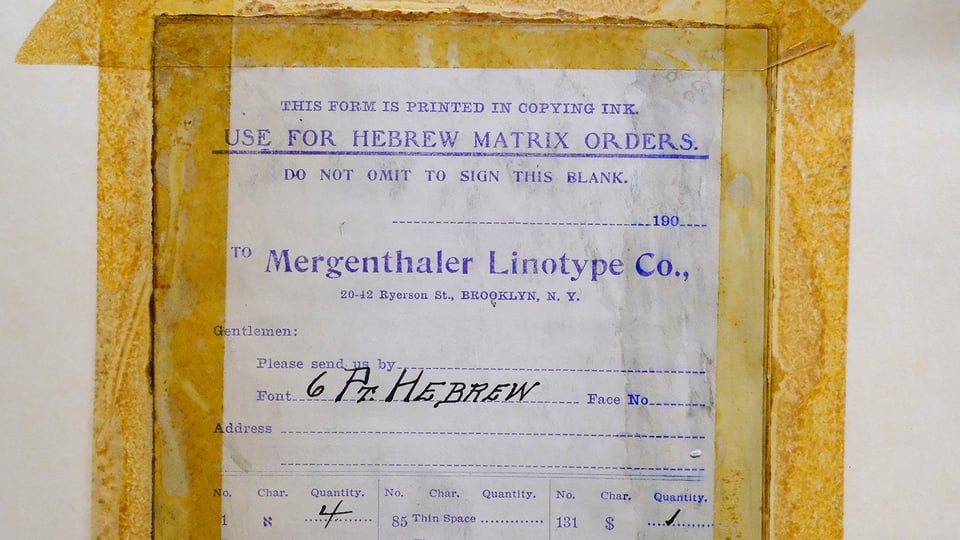 THIS FORM IS PRINTED IN COPYING INK.
USE FOR HEBREW MATRIX ORDERS.
DO NOT OMIT TO SIGN THIS BLANK.
190
TO Mergenthaler Linotype Co.,
20-42 Ryerson St., BROOKLYN, N. Y.
Gentlemen:
Please send us by
Font 6 PT. HEBREW Face No.
Address
No. Char. Quantity. No. Char. Quantity. No. Char. Quantity.
1 א 4 85 Thin Space 131 $ 1